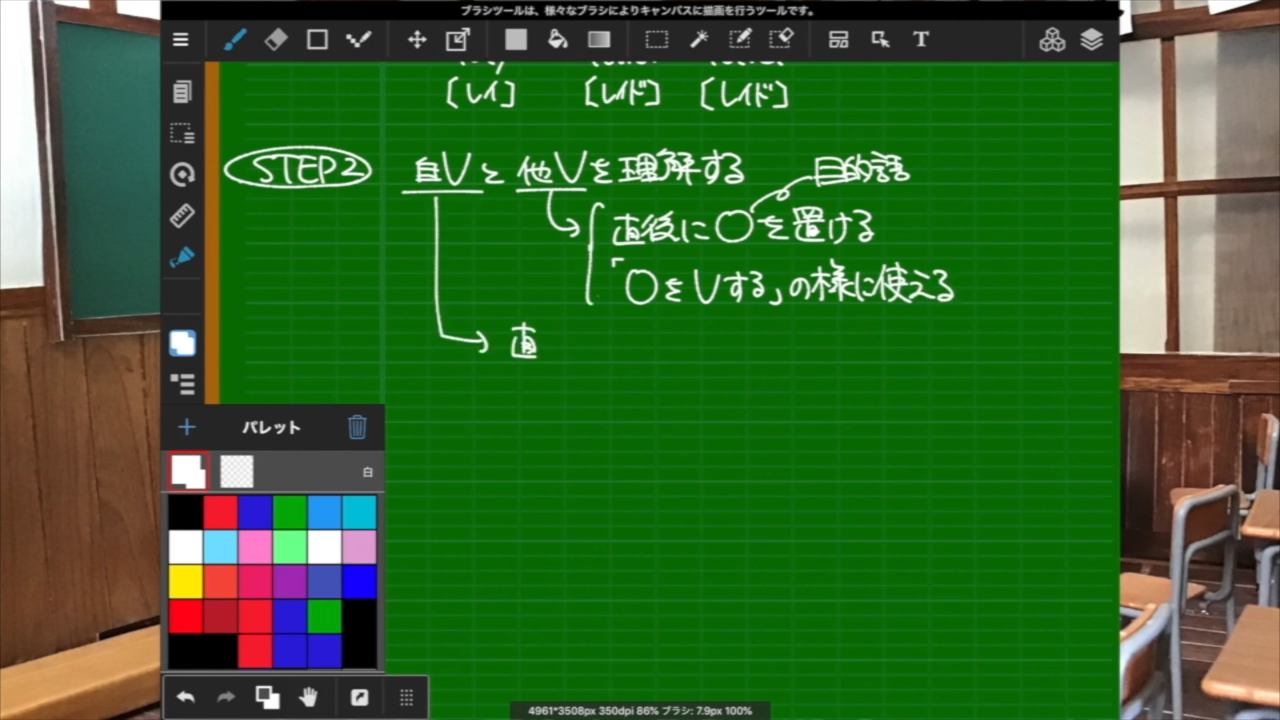 ブラシツールは、様々なブラシによりキャンバスに描画を行うツールです。
T
[レイ] [レイド] [レイド]
STEP2 自Vと他Vを理解する 目的語
直後に○を置ける
「○をVする」の様に使える
直
パレット
白
4961*3508px 350dpi 86% ブラシ: 7.9px 100%